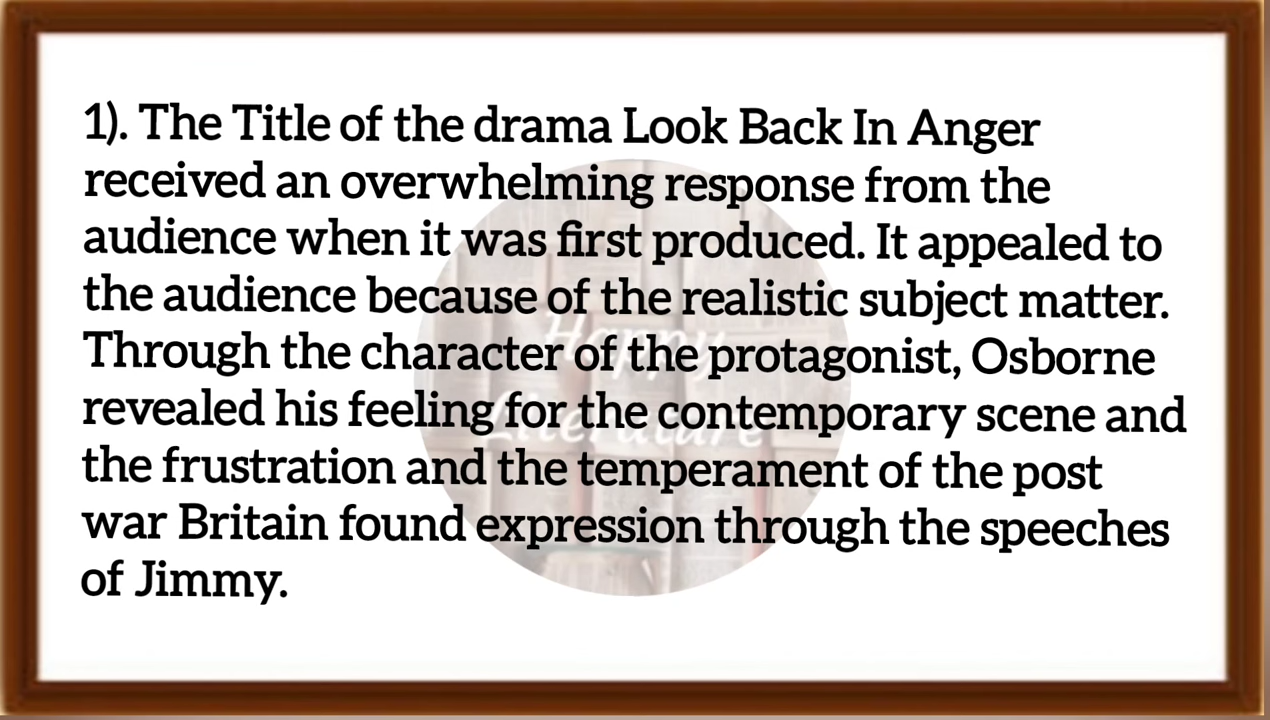 1). The Title of the drama Look Back In Anger
received an overwhelming response from the
audience when it was first produced. It appealed to
the audience because of the realistic subject matter.
Through the character of the protagonist, Osborne
revealed his feeling for the contemporary scene and
the frustration and the temperament of the post
war Britain found expression through the speeches
of Jimmy.
Happy
Literature